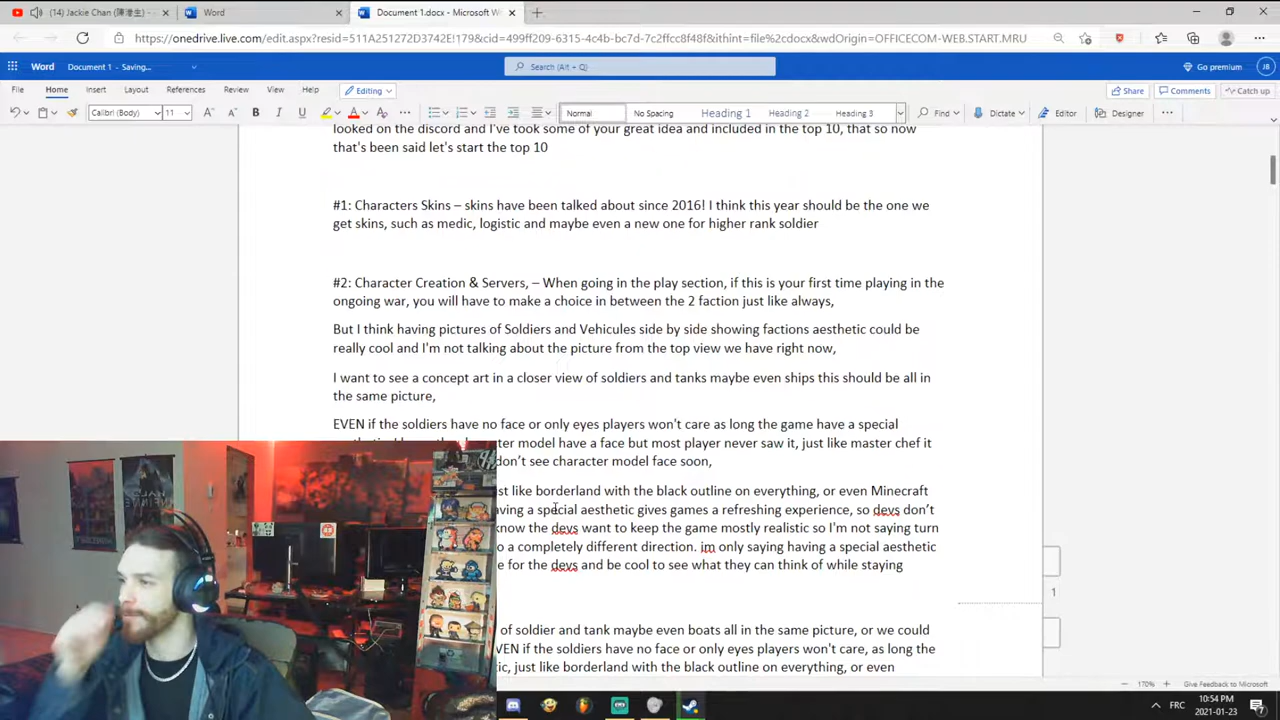 (14) Jackie Chan (陳港生) -
Word
Document 1.docx - Microsoft W
https://onedrive.live.com/edit.aspx?resid=511A251272D3742E!179&cid=499ff209-6315-4c4b-bc7d-7c2ffcc8f48f&ithint=file%2cdocx&wdOrigin=OFFICECOM-WEB.START.MRU
Word Document 1 - Saving... Search (Alt + Q) Go premium JB
File Home Insert Layout References Review View Help Editing Share Comments Catch up
Calibri (Body) 11 B I U A Normal No Spacing Heading 1 Heading 2 Heading 3 Find Dictate Editor Designer
looked on the discord and I've took some of your great idea and included in the top 10, that so now
that's been said let's start the top 10
#1: Characters Skins – skins have been talked about since 2016! I think this year should be the one we
get skins, such as medic, logistic and maybe even a new one for higher rank soldier
#2: Character Creation & Servers, – When going in the play section, if this is your first time playing in the
ongoing war, you will have to make a choice in between the 2 faction just like always,
But I think having pictures of Soldiers and Vehicules side by side showing factions aesthetic could be
really cool and I'm not talking about the picture from the top view we have right now,
I want to see a concept art in a closer view of soldiers and tanks maybe even ships this should be all in
the same picture,
EVEN if the soldiers have no face or only eyes players won't care as long the game have a special
ter model have a face but most player never saw it, just like master chef it
don't see character model face soon,
st like borderland with the black outline on everything, or even Minecraft
aving a special aesthetic gives games a refreshing experience, so devs don't
know the devs want to keep the game mostly realistic so I'm not saying turn
o a completely different direction. im only saying having a special aesthetic
e for the devs and be cool to see what they can think of while staying
1
of soldier and tank maybe even boats all in the same picture, or we could
VEN if the soldiers have no face or only eyes players won't care, as long the
ic, just like borderland with the black outline on everything, or even
170% Give Feedback to Microsoft
FRC
10:54 PM
2021-01-23